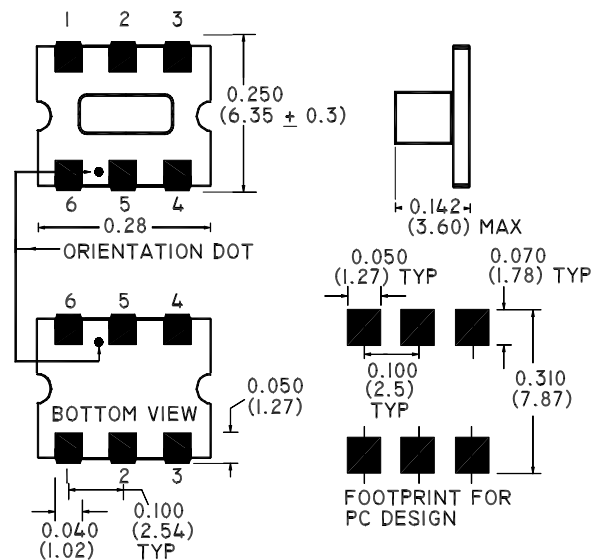 1 2 3
0.250
(6.35 ± 0.3)
6 5 4
0.28
ORIENTATION DOT
0.142
(3.60) MAX
0.050
(1.27) TYP
0.070
(1.78) TYP
0.100
(2.5)
TYP
0.310
(7.87)
FOOTPRINT FOR
PC DESIGN
6 5 4
BOTTOM VIEW
0.050
(1.27)
1 2 3
0.040
(1.02)
0.100
(2.54)
TYP